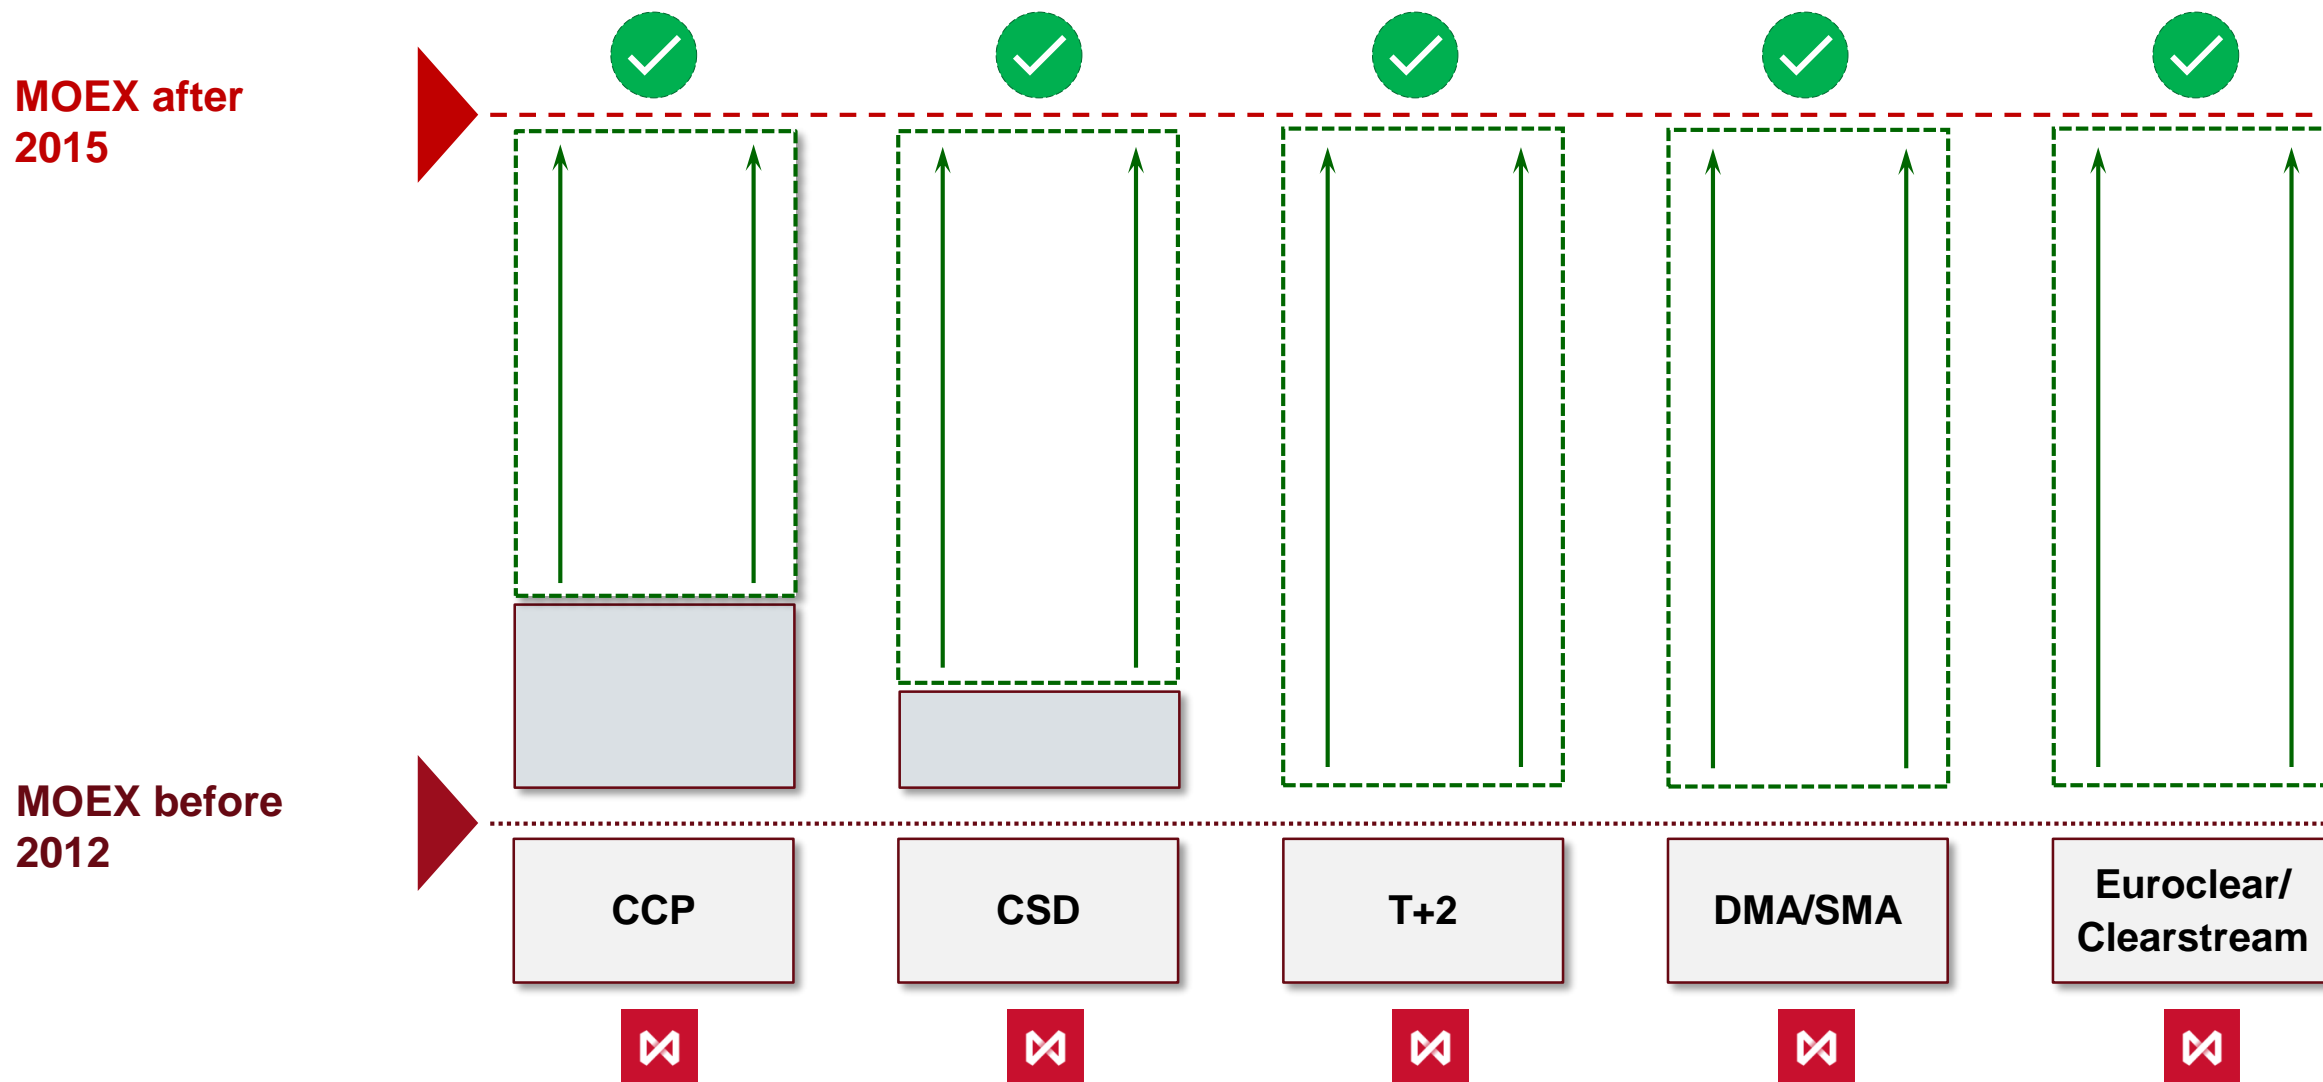 MOEX after
2015
MOEX before
2012
CCP
CSD
T+2
DMA/SMA
Euroclear/
Clearstream